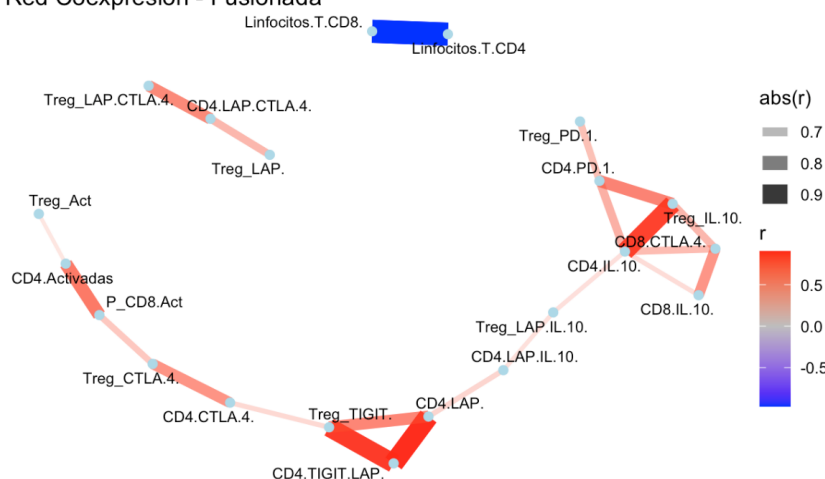 Red Coexpresión - Fusionada
Linfocitos.T.CD8.
Linfocitos.T.CD4
Treg_LAP.CTLA.4.
CD4.LAP.CTLA.4.
Treg_LAP.
Treg_PD.1.
CD4.PD.1.
Treg_Act
Treg_IL.10.
CD8.CTLA.4.
CD4.IL.10.
CD4.Activadas
P_CD8.Act
CD8.IL.10.
Treg_LAP.IL.10.
CD4.LAP.IL.10.
Treg_CTLA.4.
CD4.CTLA.4.
Treg_TIGIT.
CD4.LAP.
CD4.TIGIT.LAP.
abs(r)
0.7
0.8
0.9
r
0.5
0.0
-0.5